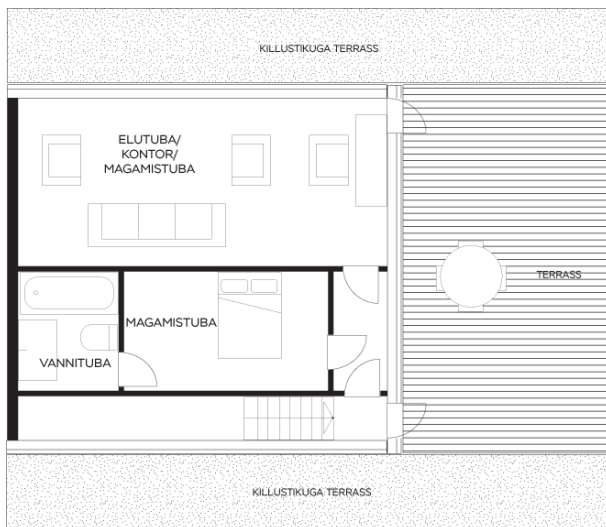 KILLUSTIKUGA TERRASS
ELUTUBA/
KONTOR/
MAGAMISTUBA
TERRASS
MAGAMISTUBA
VANNITUBA
KILLUSTIKUGA TERRASS